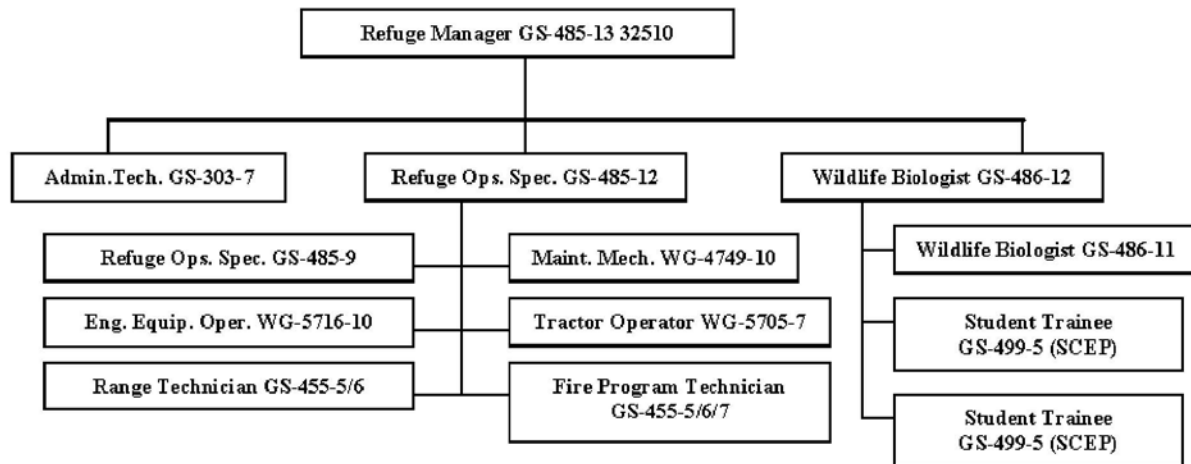 Refuge Manager GS-485-13 32510
Admin.Tech. GS-303-7
Refuge Ops. Spec. GS-485-12
Wildlife Biologist GS-486-12
Refuge Ops. Spec. GS-485-9
Maint. Mech. WG-4749-10
Wildlife Biologist GS-486-11
Eng. Equip. Oper. WG-5716-10
Tractor Operator WG-5705-7
Student Trainee
GS-499-5 (SCEP)
Range Technician GS-455-5/6
Fire Program Technician
GS-455-5/6/7
Student Trainee
GS-499-5 (SCEP)